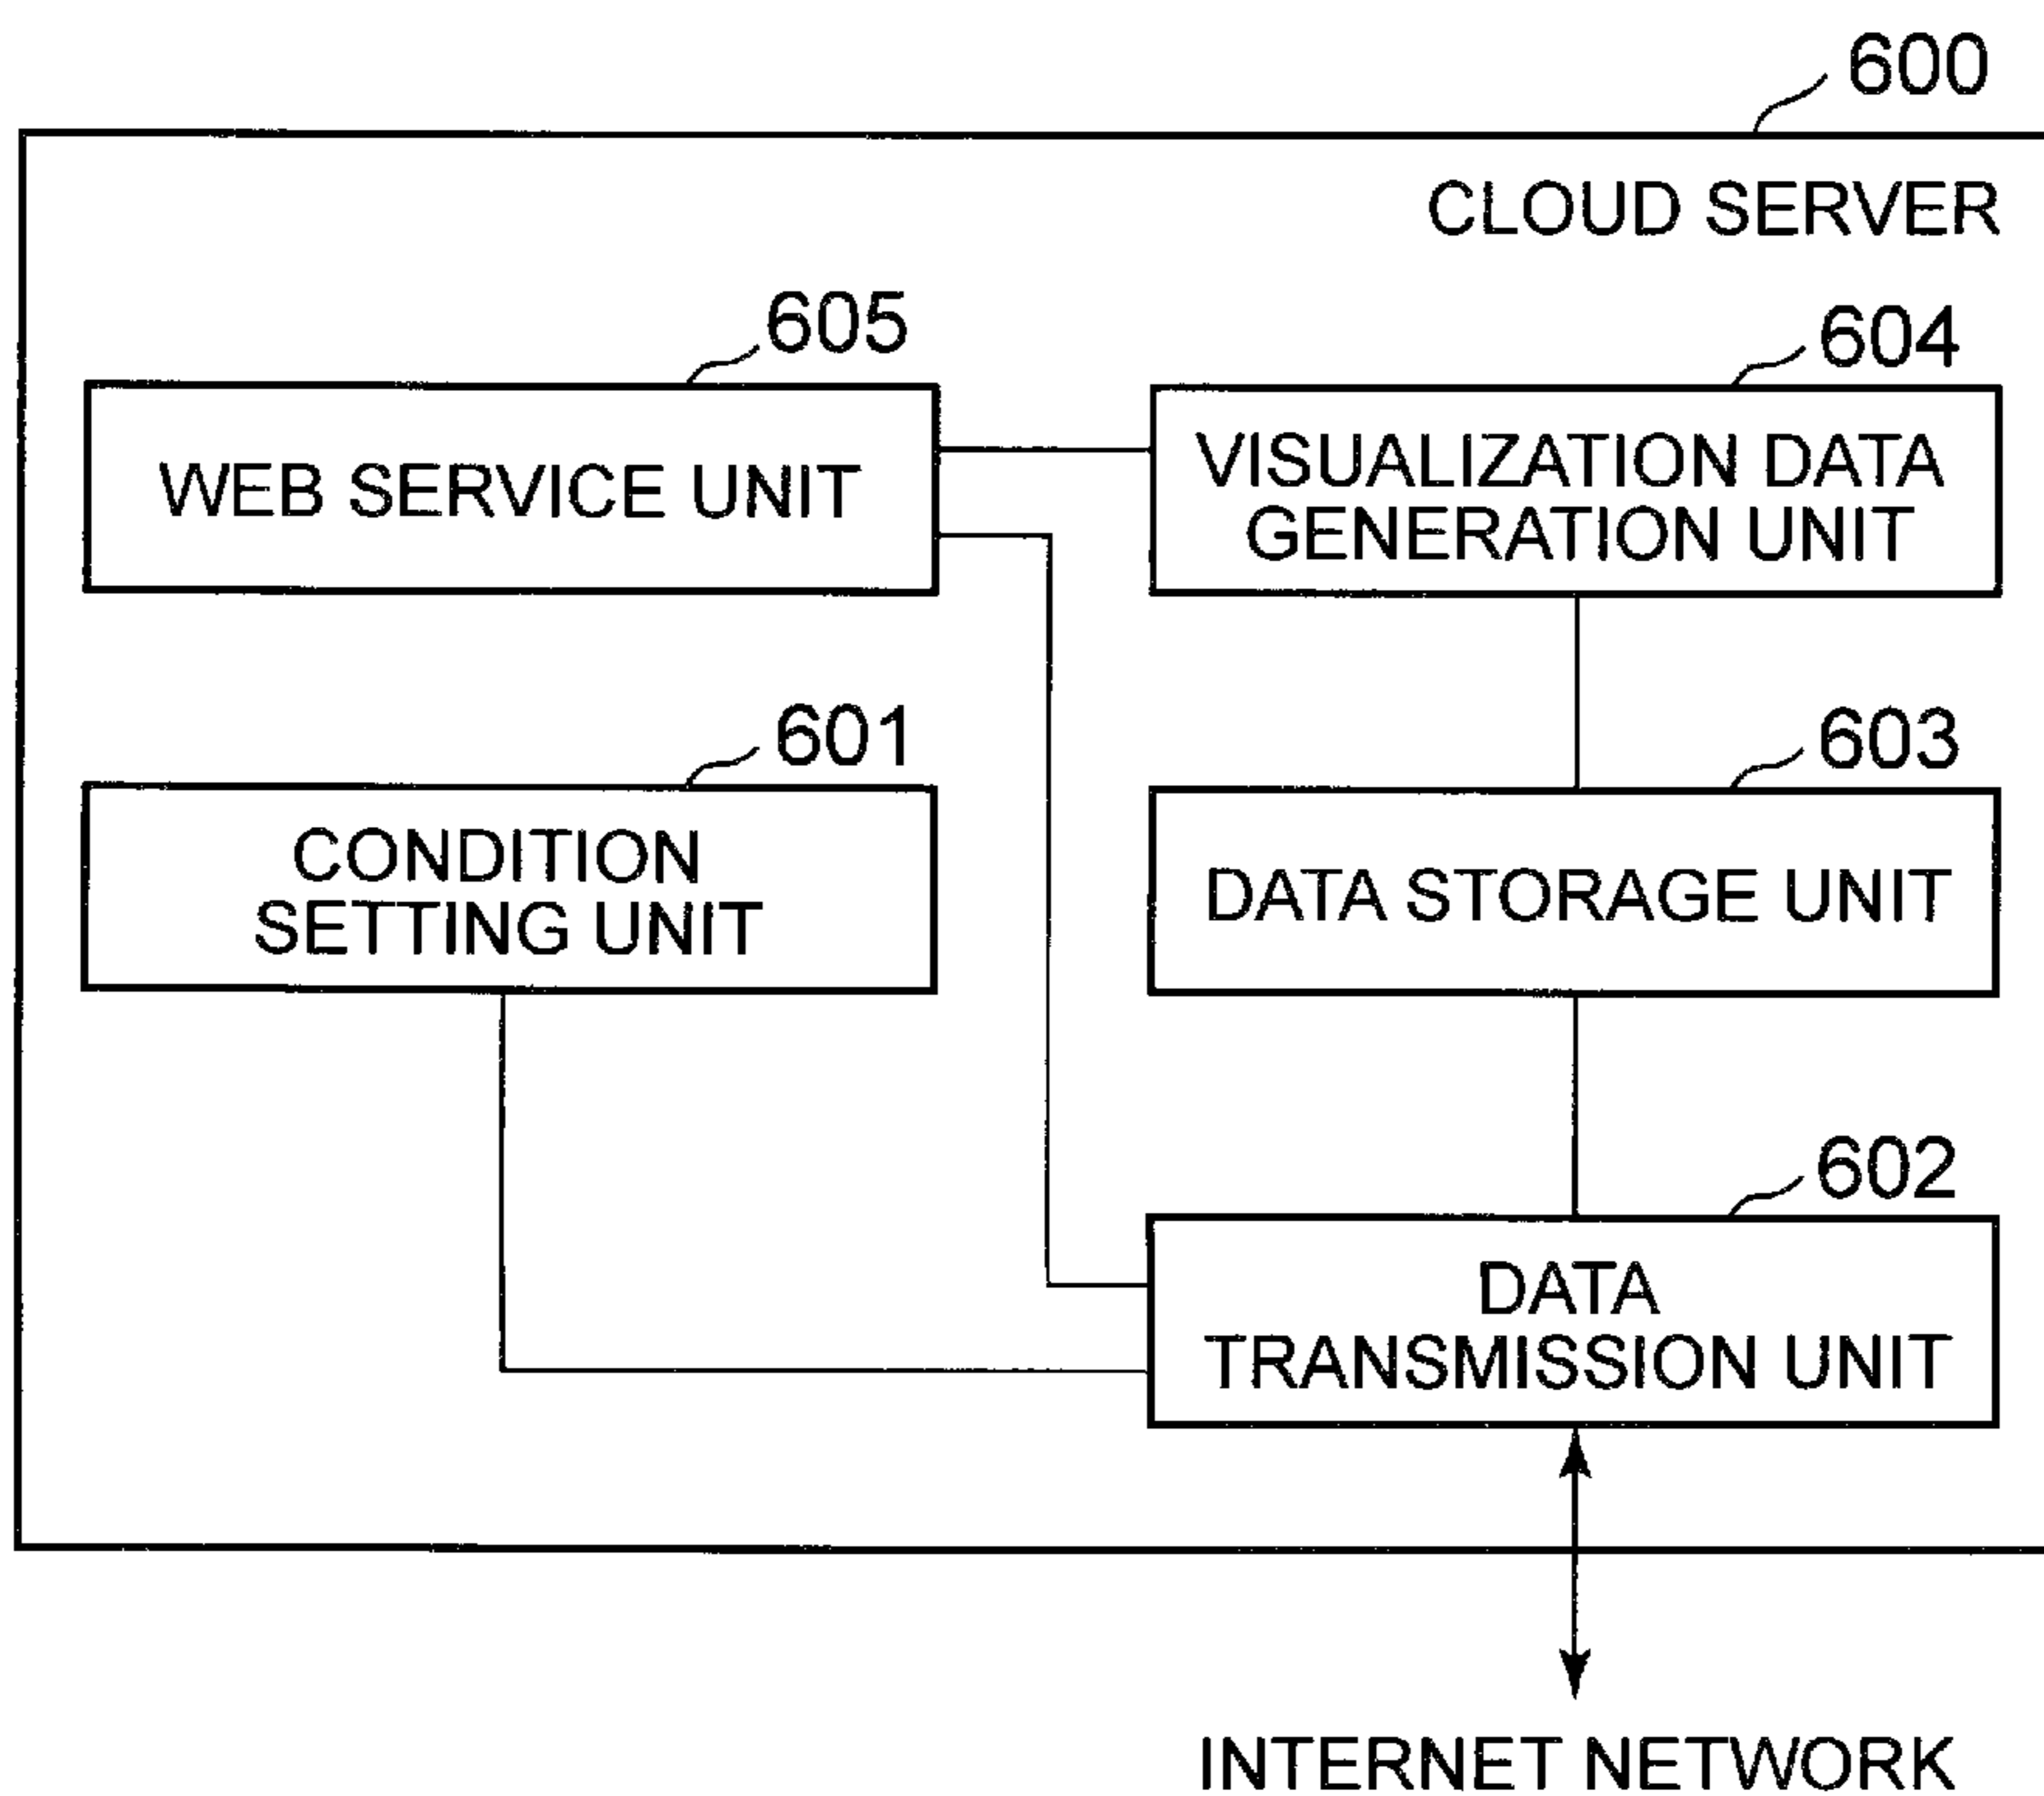 600
CLOUD SERVER
605
604
WEB SERVICE UNIT
VISUALIZATION DATA
GENERATION UNIT
601
603
CONDITION
SETTING UNIT
DATA STORAGE UNIT
602
DATA
TRANSMISSION UNIT
INTERNET NETWORK